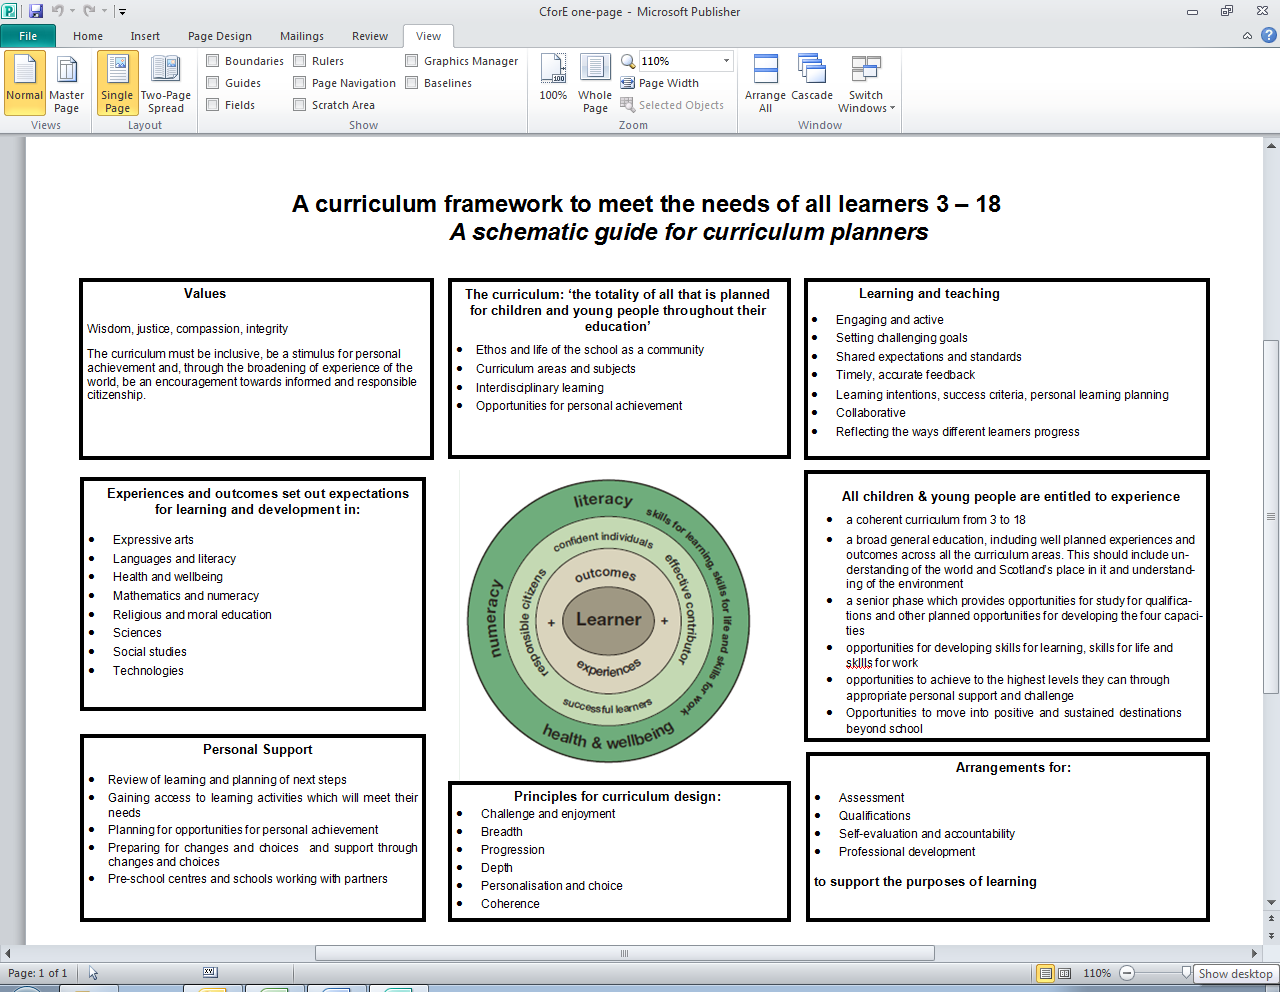 CforE one-page - Microsoft Publisher
File Home Insert Page Design Mailings Review View
Normal
Master Page
Views
Single Page
Two-Page Spread
Layout
Boundaries Rulers Graphics Manager
Guides Page Navigation Baselines
Fields Scratch Area
Show
100%
Whole Page
110%
Page Width
Selected Objects
Zoom
Arrange All
Cascade
Switch Windows
Window
A curriculum framework to meet the needs of all learners 3 – 18
A schematic guide for curriculum planners
Values
Wisdom, justice, compassion, integrity
The curriculum must be inclusive, be a stimulus for personal
achievement and, through the broadening of experience of the
world, be an encouragement towards informed and responsible
citizenship.
The curriculum: ‘the totality of all that is planned
for children and young people throughout their
education’
• Ethos and life of the school as a community
• Curriculum areas and subjects
• Interdisciplinary learning
• Opportunities for personal achievement
Learning and teaching
• Engaging and active
• Setting challenging goals
• Shared expectations and standards
• Timely, accurate feedback
• Learning intentions, success criteria, personal learning planning
• Collaborative
• Reflecting the ways different learners progress
Experiences and outcomes set out expectations
for learning and development in:
• Expressive arts
• Languages and literacy
• Health and wellbeing
• Mathematics and numeracy
• Religious and moral education
• Sciences
• Social studies
• Technologies
literacy
skills for learning, skills for life and skills for work
health & wellbeing
numeracy
confident individuals
effective contributor
successful learners
responsible citizens
outcomes
+ Learner +
experiences
All children & young people are entitled to experience
• a coherent curriculum from 3 to 18
• a broad general education, including well planned experiences and
outcomes across all the curriculum areas. This should include un-
derstanding of the world and Scotland’s place in it and understand-
ing of the environment
• a senior phase which provides opportunities for study for qualifica-
tions and other planned opportunities for developing the four capaci-
ties
• opportunities for developing skills for learning, skills for life and
sklls for work
• opportunities to achieve to the highest levels they can through
appropriate personal support and challenge
• Opportunities to move into positive and sustained destinations
beyond school
Personal Support
• Review of learning and planning of next steps
• Gaining access to learning activities which will meet their
needs
• Planning for opportunities for personal achievement
• Preparing for changes and choices and support through
changes and choices
• Pre-school centres and schools working with partners
Principles for curriculum design:
• Challenge and enjoyment
• Breadth
• Progression
• Depth
• Personalisation and choice
• Coherence
Arrangements for:
• Assessment
• Qualifications
• Self-evaluation and accountability
• Professional development
to support the purposes of learning
Page: 1 of 1
110%
Show desktop